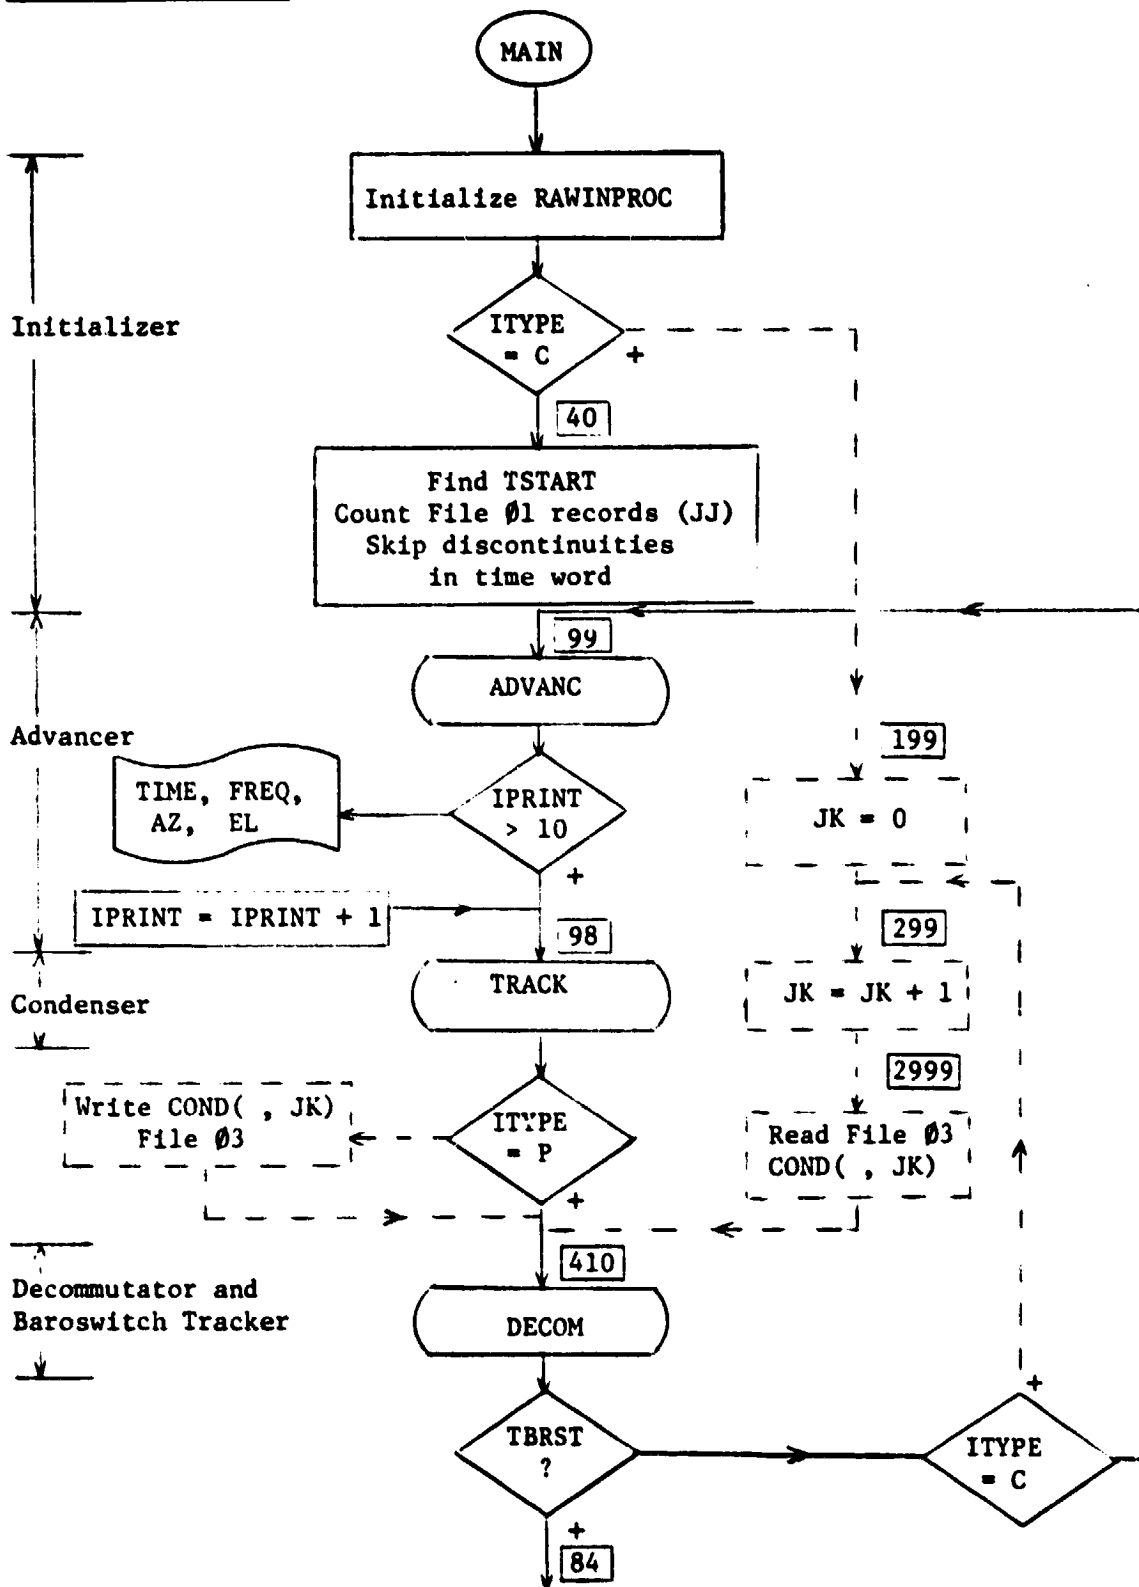 MAIN
Initialize RAWINPROC
Initializer
ITYPE
= C
+
40
Find TSTART
Count File Ø1 records (JJ)
Skip discontinuities
in time word
99
ADVANC
Advancer
199
TIME, FREQ,
AZ, EL
IPRINT
> 10
JK = 0
+
IPRINT = IPRINT + 1
98
299
TRACK
Condenser
JK = JK + 1
2999
Write COND( , JK)
File Ø3
ITYPE
= P
Read File Ø3
COND( , JK)
+
410
Decommutator and
Baroswitch Tracker
DECOM
+
TBRST
?
ITYPE
= C
+
84